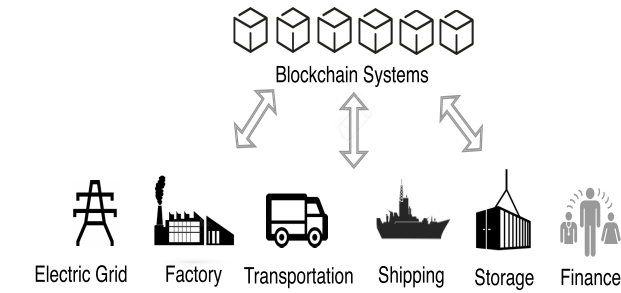 Blockchain Systems
Electric Grid
Factory
Transportation
Shipping
Storage
Finance